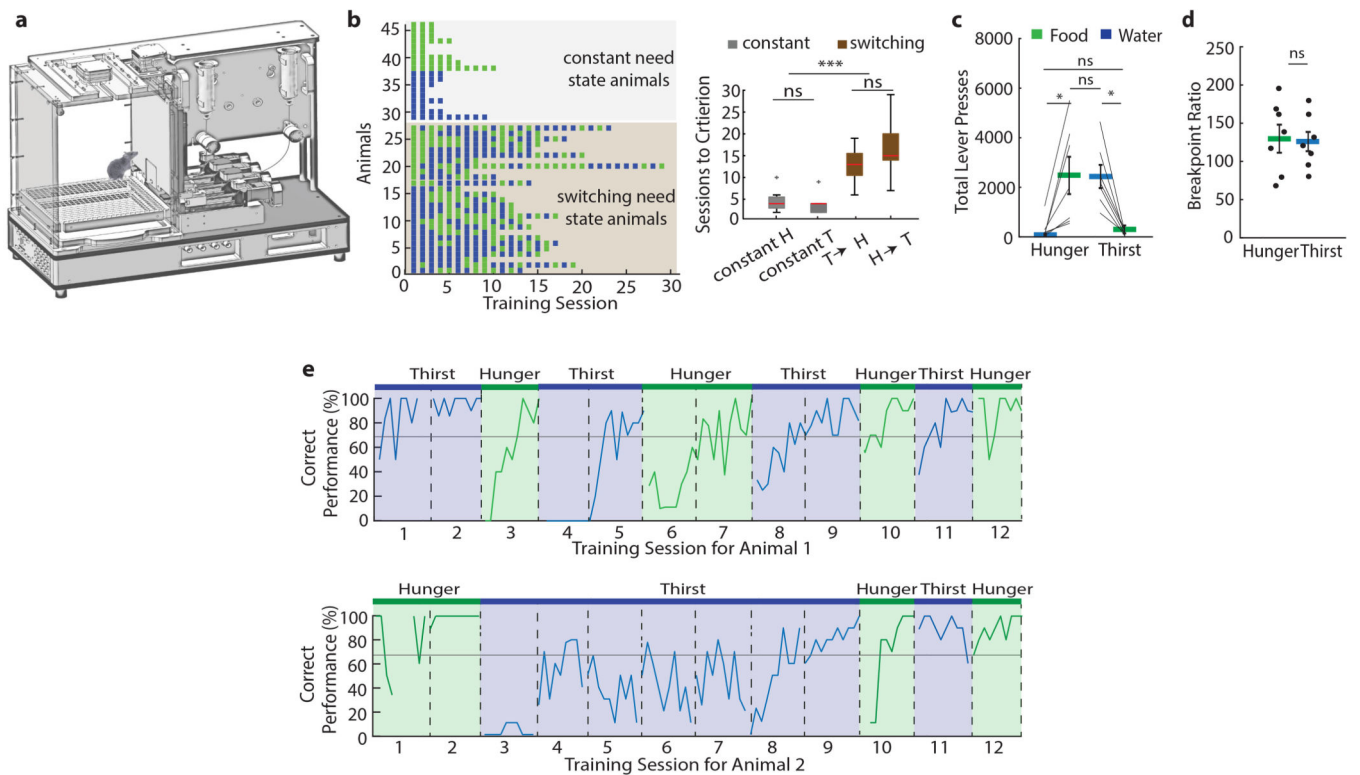 a
b
45
40
35
30
25
20
15
10
5
0
Animals
constant need
state animals
switching need
state animals
0 5 10 15 20 25 30
Training Session
constant switching
***
ns ns
30
25
20
15
10
5
0
Sessions to Crtierion
constant H
constant T
T→ H
H→ T
c
Food Water
8000
6000
4000
2000
0
Total Lever Presses
ns
ns
* *
Hunger Thirst
d
250
200
150
100
50
0
Breakpoint Ratio
ns
HungerThirst
e
Thirst Hunger Thirst Hunger Thirst Hunger Thirst Hunger
100
80
60
40
20
0
Correct
Performance (%)
1 2 3 4 5 6 7 8 9 10 11 12
Training Session for Animal 1
Hunger Thirst Hunger Thirst Hunger
100
80
60
40
20
0
Correct
Performance (%)
1 2 3 4 5 6 7 8 9 10 11 12
Training Session for Animal 2